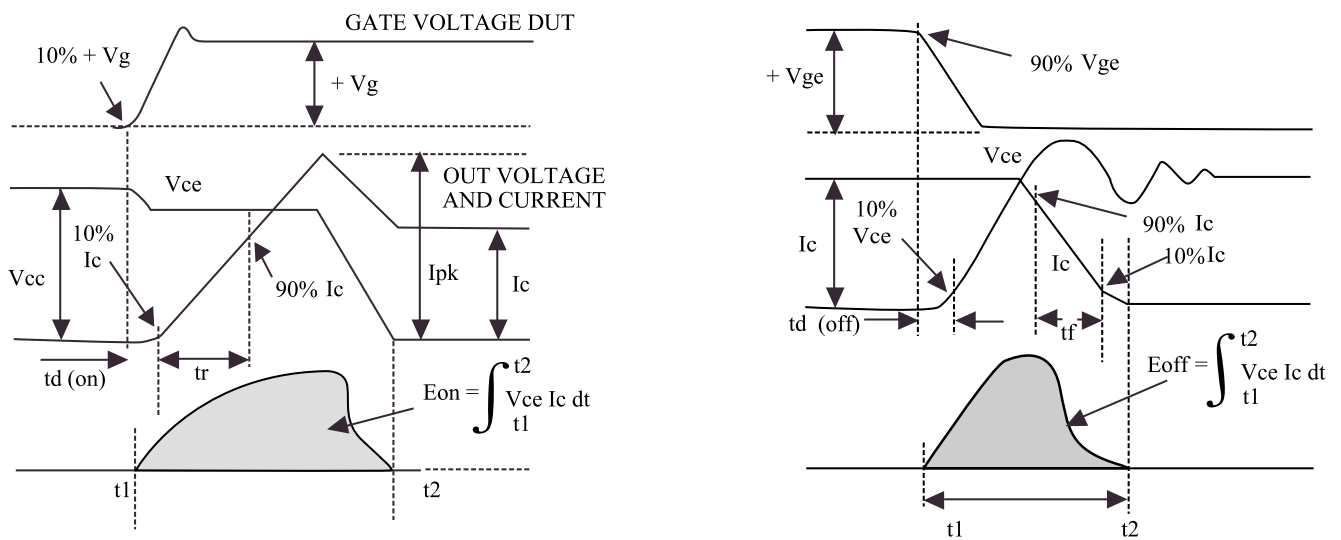 GATE VOLTAGE DUT
10% + Vg
+ Vg
Vce
OUT VOLTAGE
AND CURRENT
10%
Ic
Vcc
90% Ic
Ipk
Ic
td (on)
tr
Eon = ∫ t2 Vce Ic dt
t1
t1
t2
90% Vge
+ Vge
Vce
10%
Vce
90% Ic
Ic
Ic
10%Ic
td (off)
tf
Eoff = ∫ t2 Vce Ic dt
t1
t1
t2